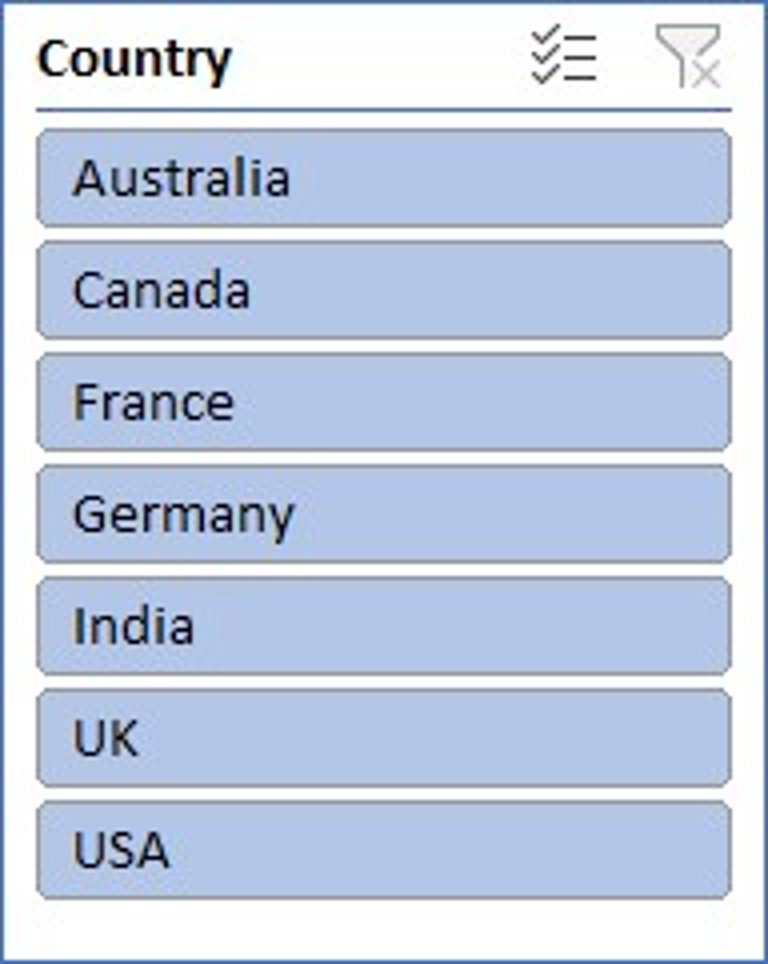 Country
Australia
Canada
France
Germany
India
UK
USA